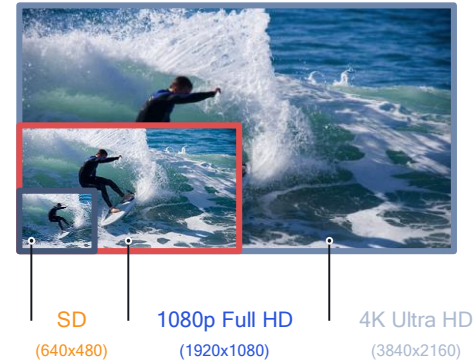 SD
1080p Full HD
4K Ultra HD
(640x480)
(1920x1080)
(3840x2160)